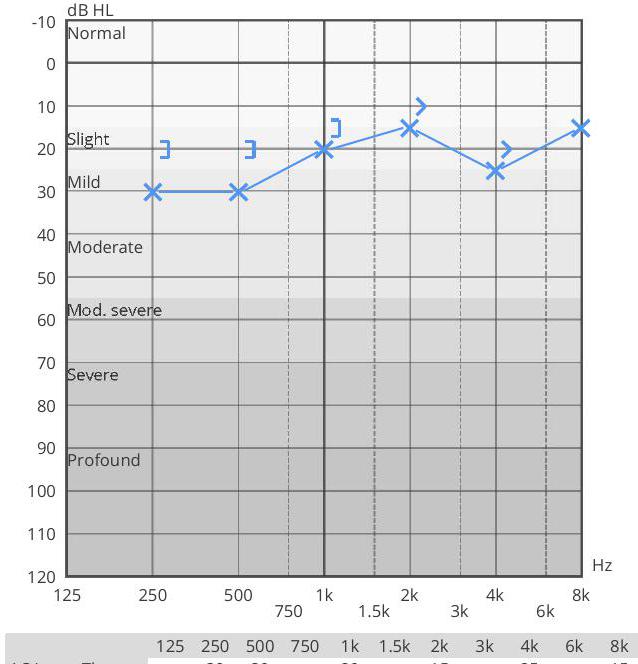 dB HL
-10
Normal
0
10
Slight
20
Mild
30
40
Moderate
50
Mod. severe
60
70
Severe
80
90
Profound
100
110
120
Hz
125 250 500 1k 2k 4k 8k
750 1.5k 3k 6k
125 250 500 750 1k 1.5k 2k 3k 4k 6k 8k